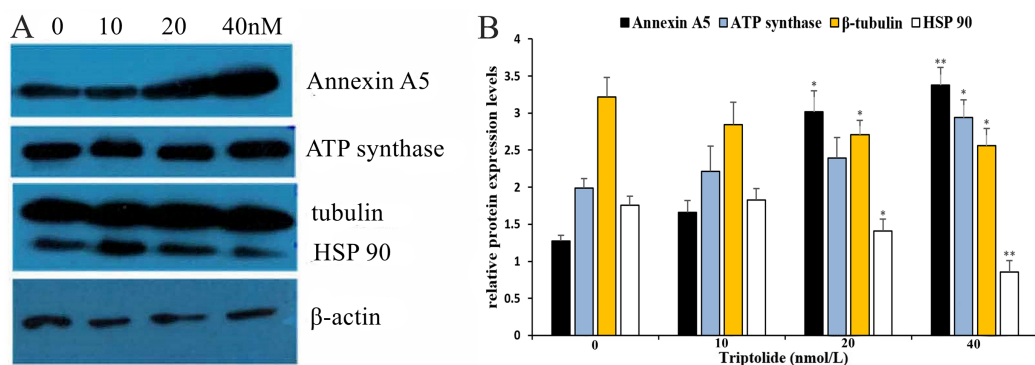 A
0 10 20 40nM
Annexin A5
ATP synthase
tubulin
HSP 90
β-actin
B
Annexin A5 ATP synthase β-tubulin HSP 90
relative protein expression levels
4
3.5
3
2.5
2
1.5
1
0.5
0
*
*
*
**
*
*
**
0 10 20 40
Triptolide (nmol/L)